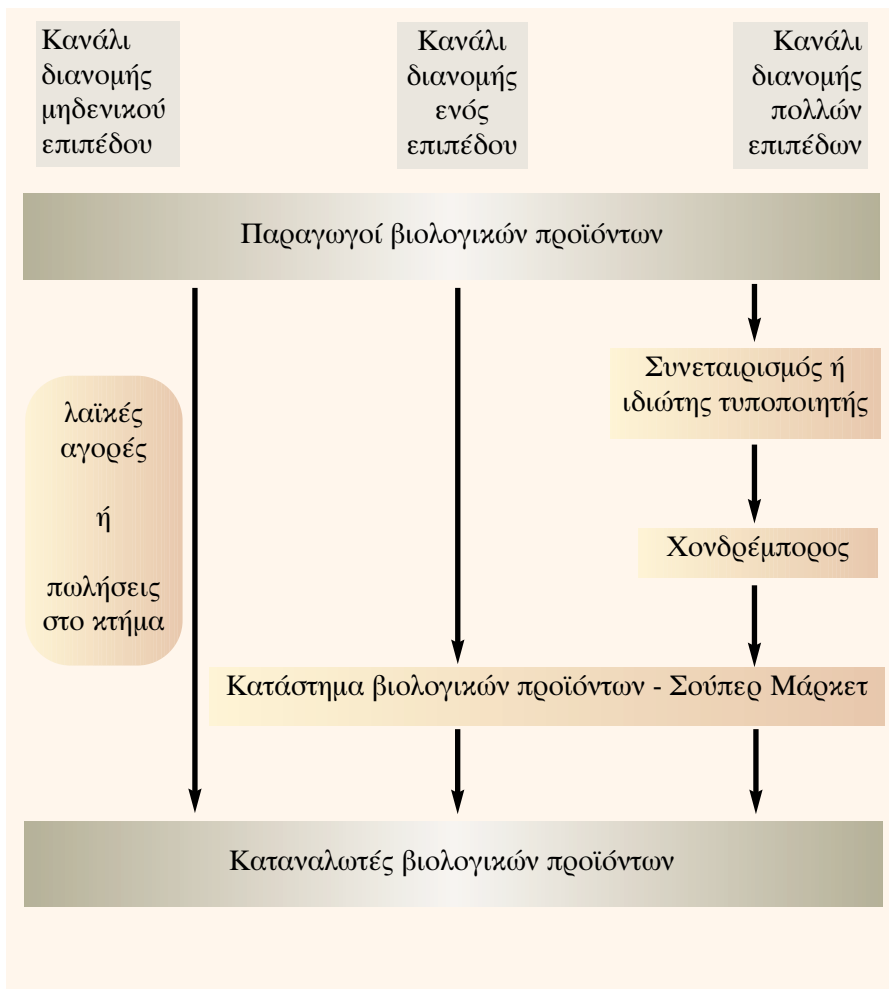 Κανάλι
διανομής
μηδενικού
επιπέδου
Κανάλι
διανομής
ενός
επιπέδου
Κανάλι
διανομής
πολλών
επιπέδων
Παραγωγοί βιολογικών προϊόντων
Συνεταιρισμός ή
ιδιώτης τυποποιητής
λαϊκές
αγορές
ή
πωλήσεις
στο κτήμα
Χονδρέμπορος
Κατάστημα βιολογικών προϊόντων - Σούπερ Μάρκετ
Καταναλωτές βιολογικών προϊόντων